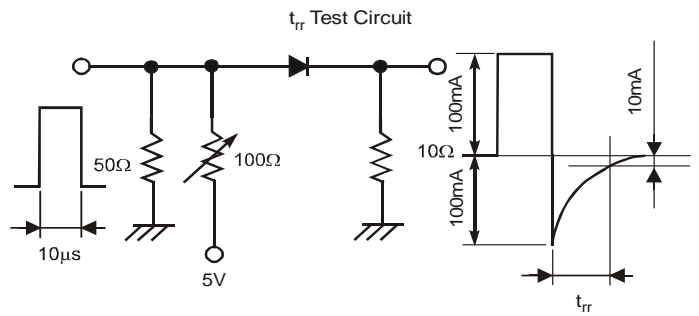 t_rr Test Circuit
100mA
10mA
50Ω
100Ω
10Ω
100mA
10μs
5V
t_rr